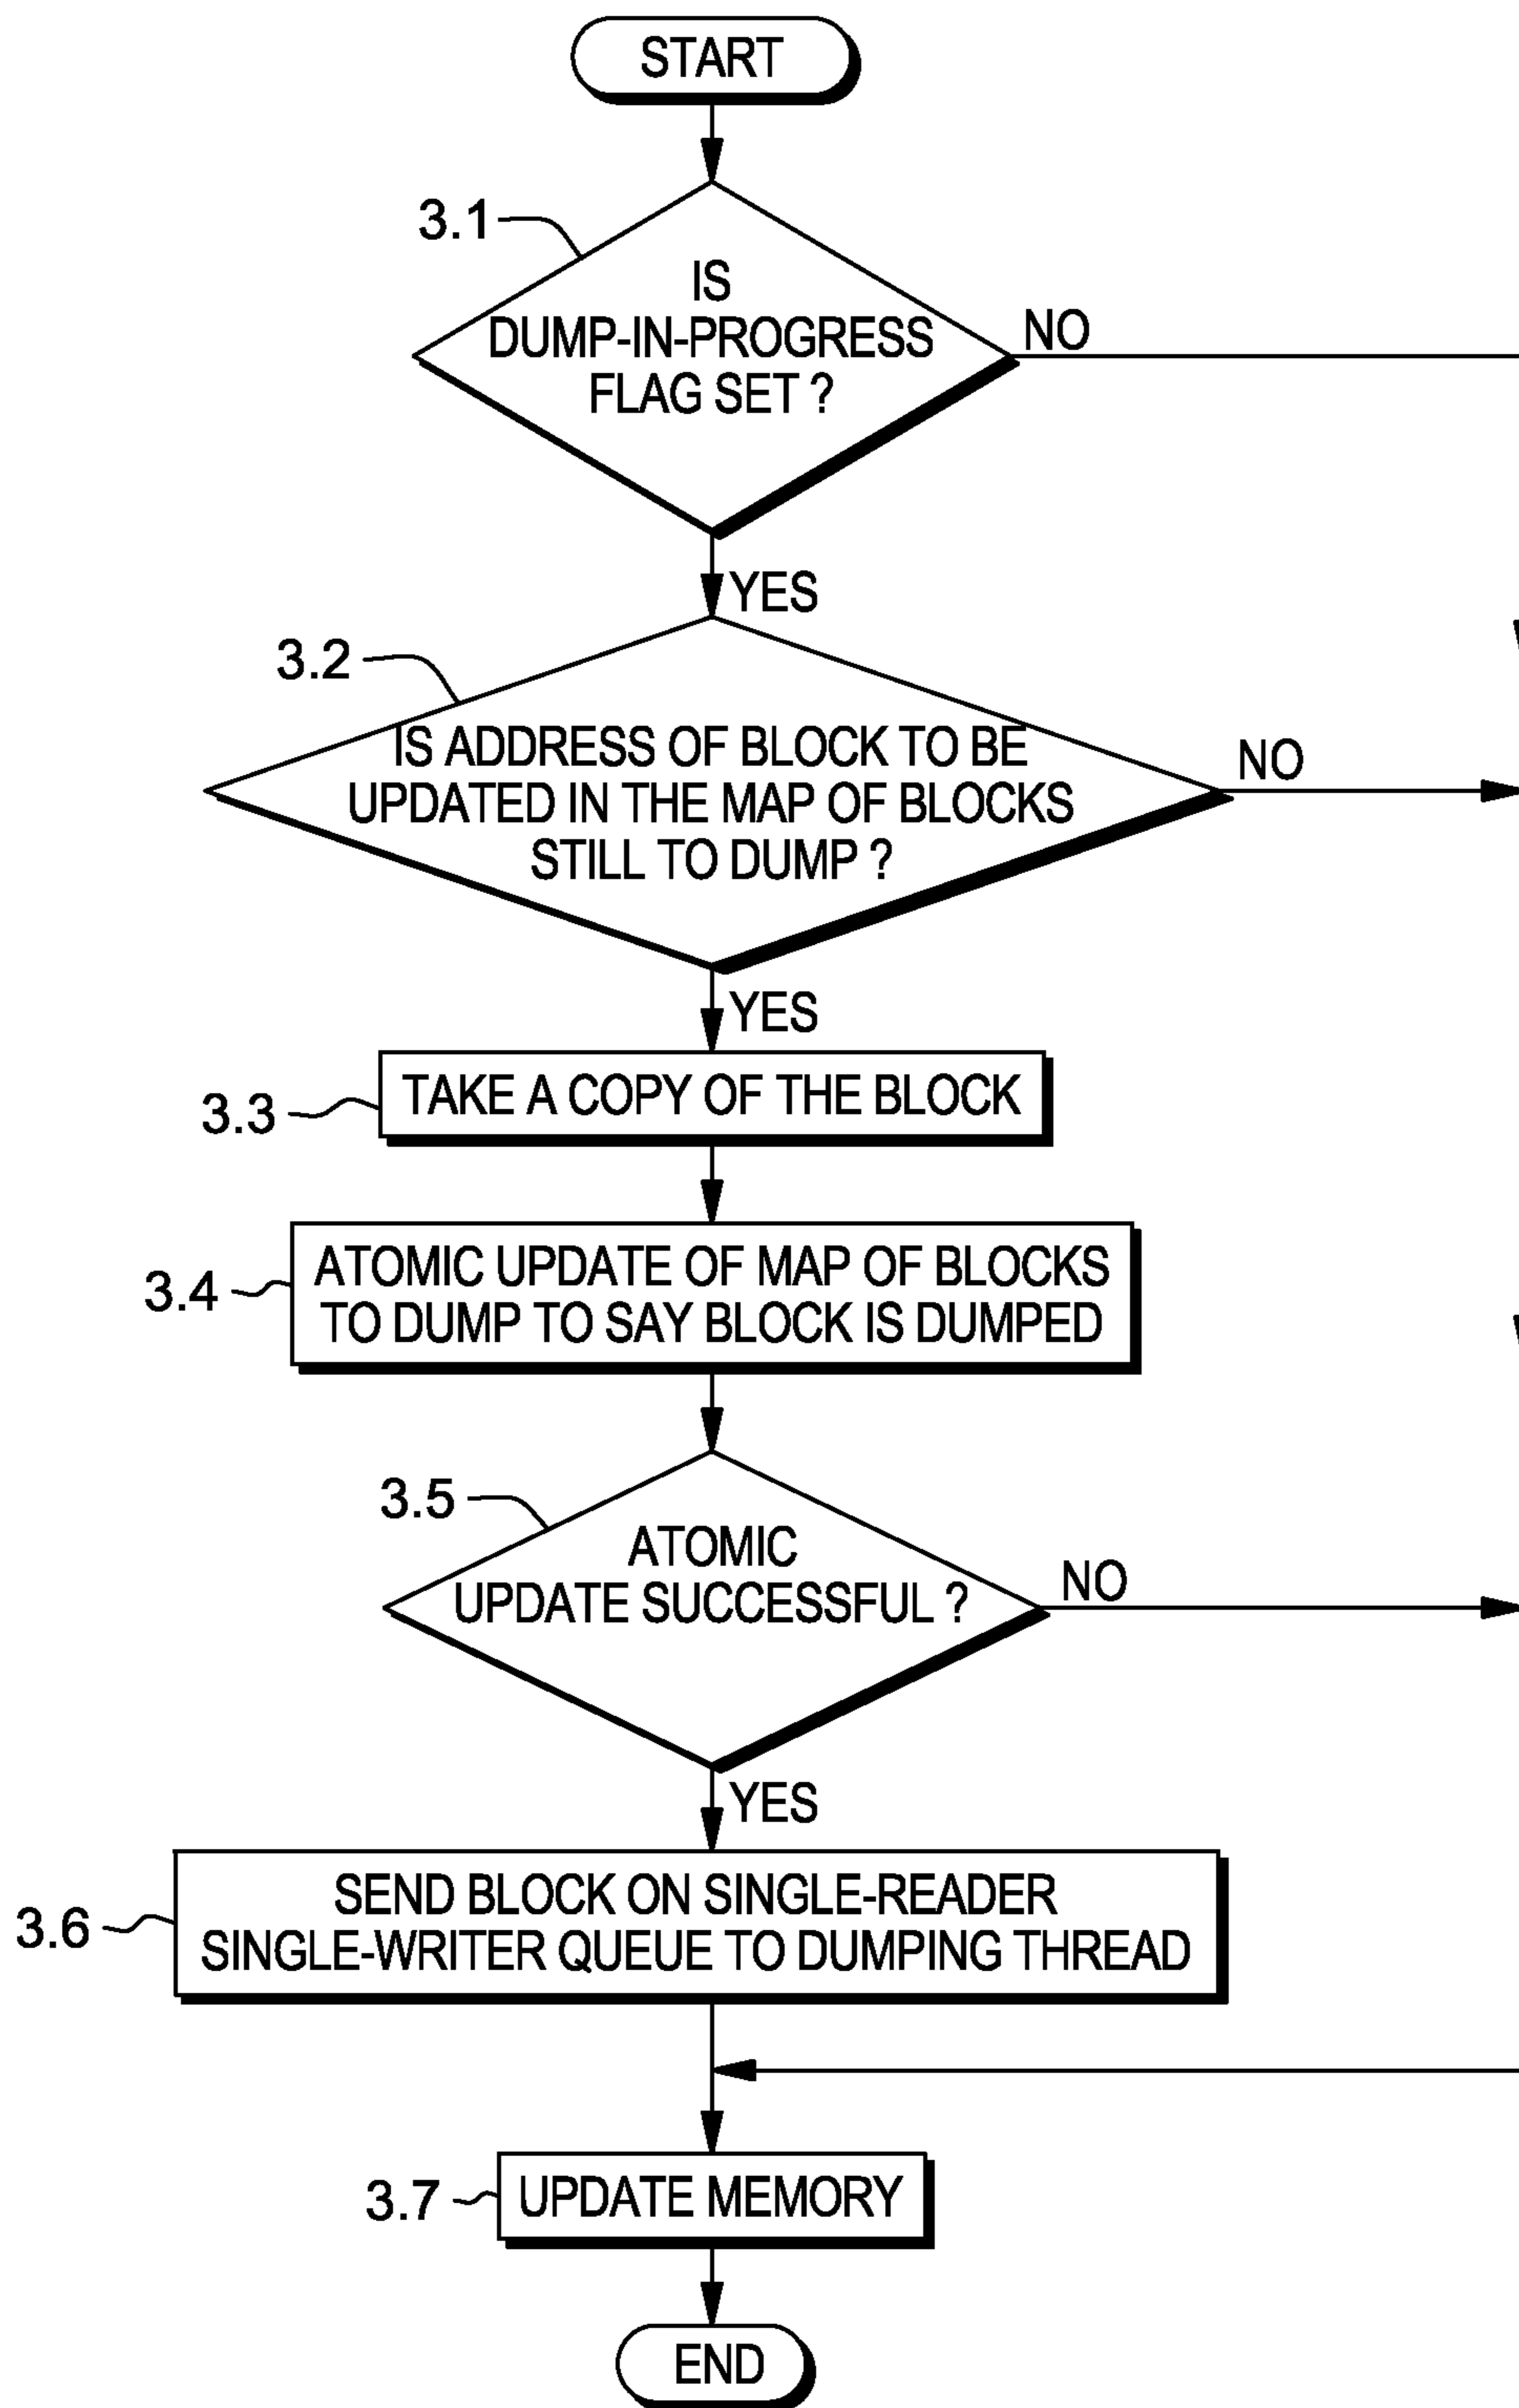 START
3.1
IS
DUMP-IN-PROGRESS
FLAG SET ?
NO
YES
3.2
IS ADDRESS OF BLOCK TO BE
UPDATED IN THE MAP OF BLOCKS
STILL TO DUMP ?
NO
YES
3.3
TAKE A COPY OF THE BLOCK
3.4
ATOMIC UPDATE OF MAP OF BLOCKS
TO DUMP TO SAY BLOCK IS DUMPED
3.5
ATOMIC
UPDATE SUCCESSFUL ?
NO
YES
3.6
SEND BLOCK ON SINGLE-READER
SINGLE-WRITER QUEUE TO DUMPING THREAD
3.7
UPDATE MEMORY
END